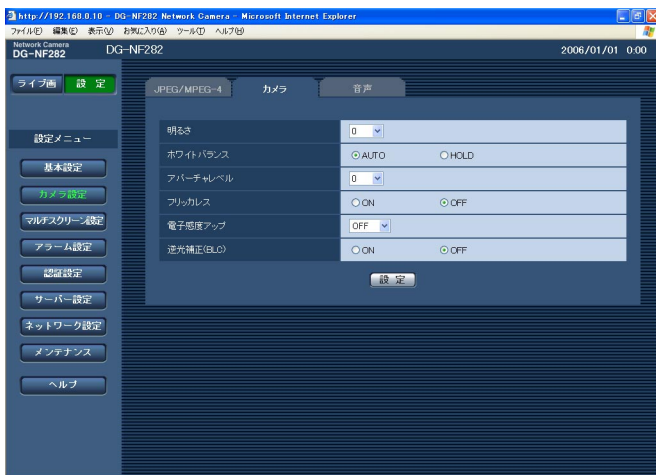 http://192.168.0.10 - DG-NF282 Network Camera - Microsoft Internet Explorer
ファイル(F) 編集(E) 表示(V) お気に入り(A) ツール(T) ヘルプ(H)
Network Camera
DG-NF282
DG-NF282
2006/01/01 0:00
ライブ画 設 定
JPEG/MPEG-4 カメラ 音声
設定メニュー
基本設定
カメラ設定
マルチスクリーン設定
アラーム設定
認証設定
サーバー設定
ネットワーク設定
メンテナンス
ヘルプ
明るさ 0
ホワイトバランス AUTO HOLD
アパーチャレベル 0
フリッカレス ON OFF
電子感度アップ OFF
逆光補正(BLC) ON OFF
設 定